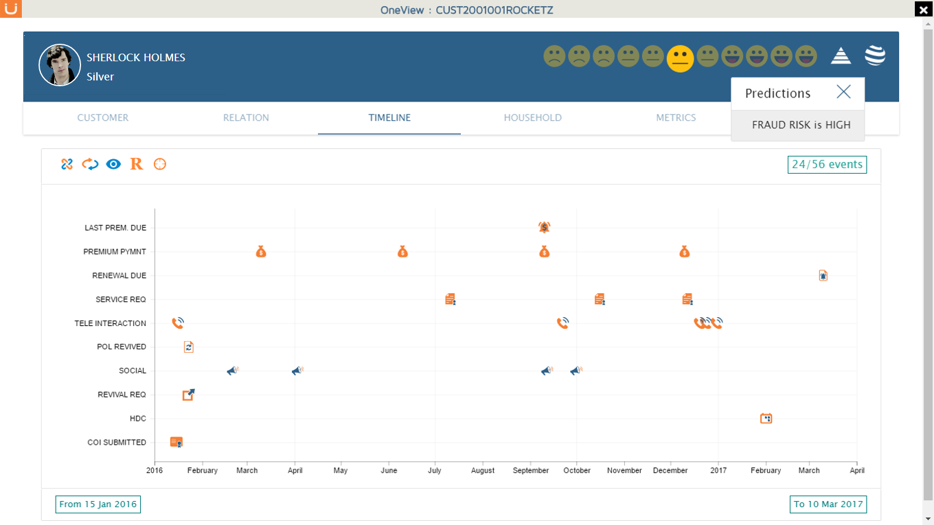 OneView : CUST2001001ROCKETZ
SHERLOCK HOLMES
Silver
Predictions
FRAUD RISK is HIGH
CUSTOMER
RELATION
TIMELINE
HOUSEHOLD
METRICS
R
24/56 events
LAST PREM. DUE
PREMIUM PYMNT
RENEWAL DUE
SERVICE REQ
TELE INTERACTION
POL REVIVED
SOCIAL
REVIVAL REQ
HDC
COI SUBMITTED
2016 February March April May June July August September October November December 2017 February March April
From 15 Jan 2016
To 10 Mar 2017